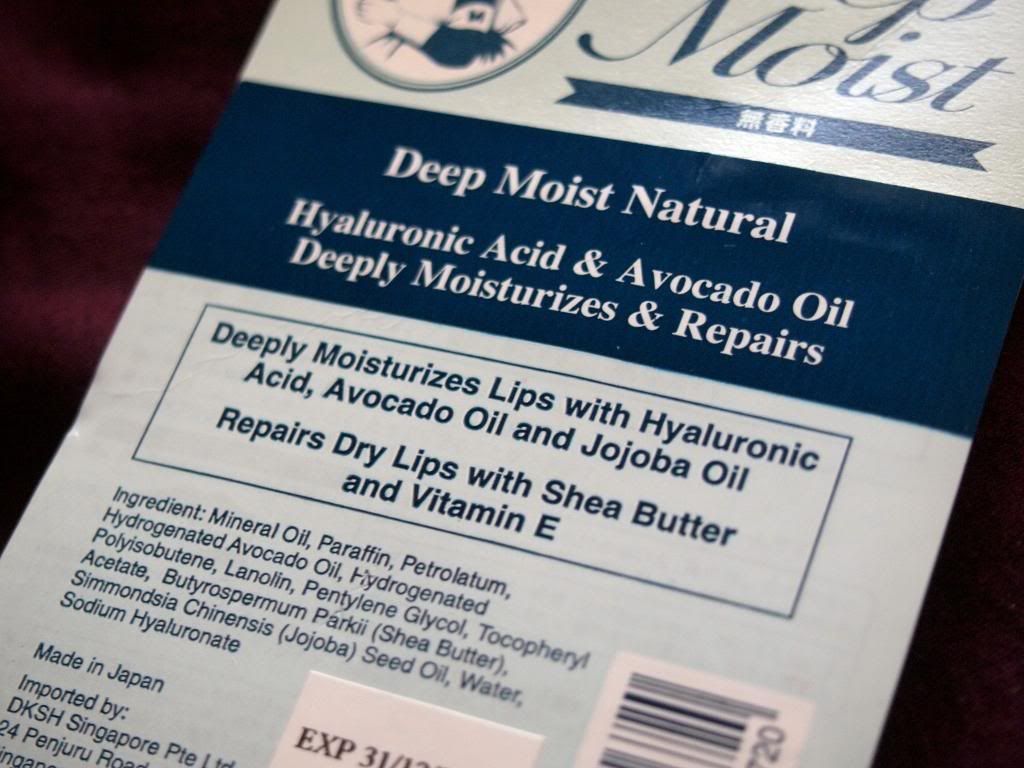 Moist
無香料
Deep Moist Natural
Hyaluronic Acid & Avocado Oil
Deeply Moisturizes & Repairs
Deeply Moisturizes Lips with Hyaluronic
Acid, Avocado Oil and Jojoba Oil
Repairs Dry Lips with Shea Butter
and Vitamin E
Ingredient: Mineral Oil, Paraffin, Petrolatum,
Hydrogenated Avocado Oil, Hydrogenated
Polyisobutene, Lanolin, Pentylene Glycol, Tocopheryl
Acetate, Butyrospermum Parkii (Shea Butter),
Simmondsia Chinensis (Jojoba) Seed Oil, Water,
Sodium Hyaluronate
Made in Japan
Imported by:
DKSH Singapore Pte Ltd
24 Penjuru Road
EXP 31/12
720